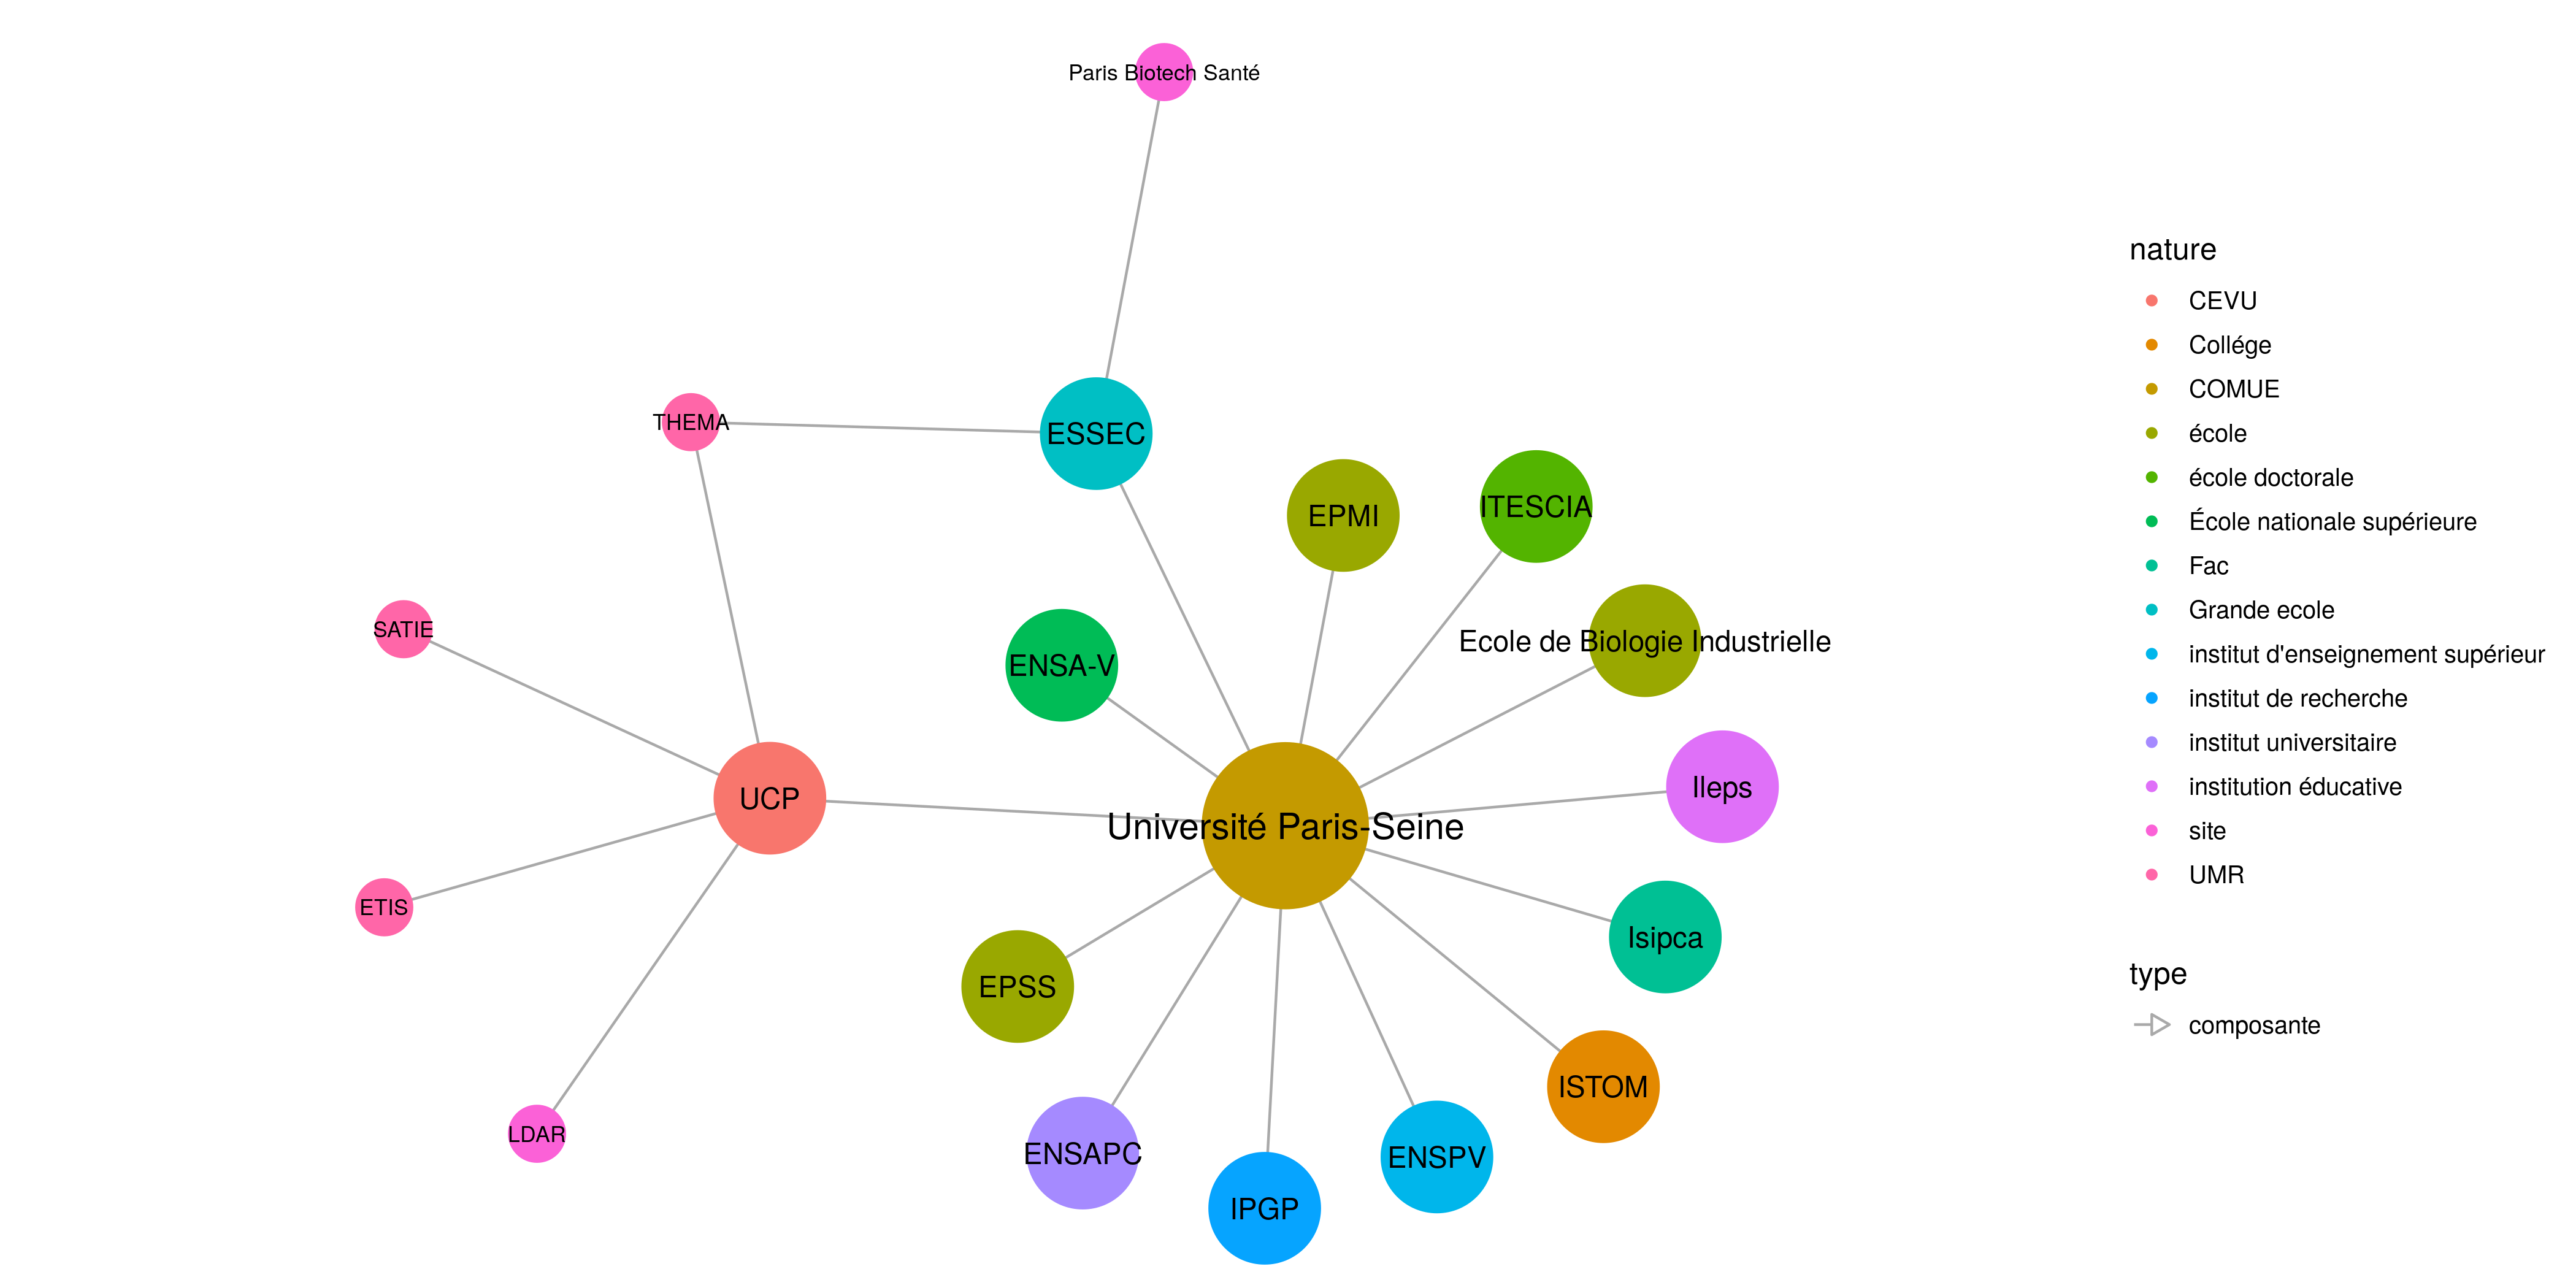 Paris Biotech Santé
THEMA
ESSEC
EPMI
ITESCIA
SATIE
ENSA-V
Ecole de Biologie Industrielle
UCP
Université Paris-Seine
Ileps
ETIS
EPSS
Isipca
LDAR
ENSAPC
IPGP
ENSPV
ISTOM
nature
CEVU
Collége
COMUE
école
école doctorale
École nationale supérieure
Fac
Grande ecole
institut d'enseignement supérieur
institut de recherche
institut universitaire
institution éducative
site
UMR
type
composante